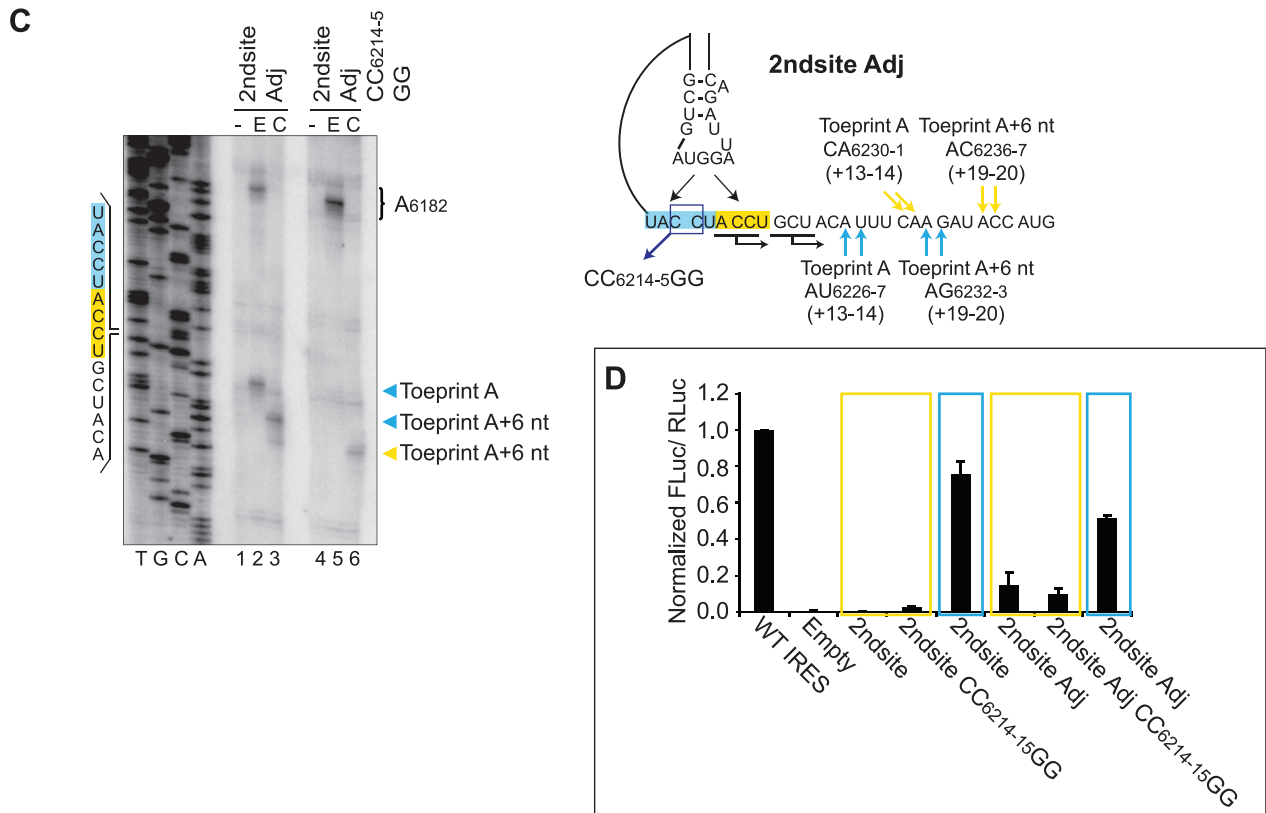 C
2ndsite
Adj
2ndsite
Adj
CC6214-5
GG
- E C
- E C
A6182
UACCUACCUGCUACA
Toeprint A
Toeprint A+6 nt
Toeprint A+6 nt
T G C A 1 2 3 4 5 6
2ndsite Adj
G C
C G A
U A
G U
U
AUGGA
Toeprint A
CA6230-1
(+13-14)
Toeprint A+6 nt
AC6236-7
(+19-20)
UAC CUACCU GCU ACA UUU CAA GAU ACC AUG
CC6214-5GG
Toeprint A
AU6226-7
(+13-14)
Toeprint A+6 nt
AG6232-3
(+19-20)
D
Normalized FLuc/ RLuc
1.2
1.0
0.8
0.6
0.4
0.2
0.0
WT IRES
Empty
2ndsite
2ndsite CC6214-15GG
2ndsite
2ndsite Adj
2ndsite Adj CC6214-15GG
2ndsite Adj